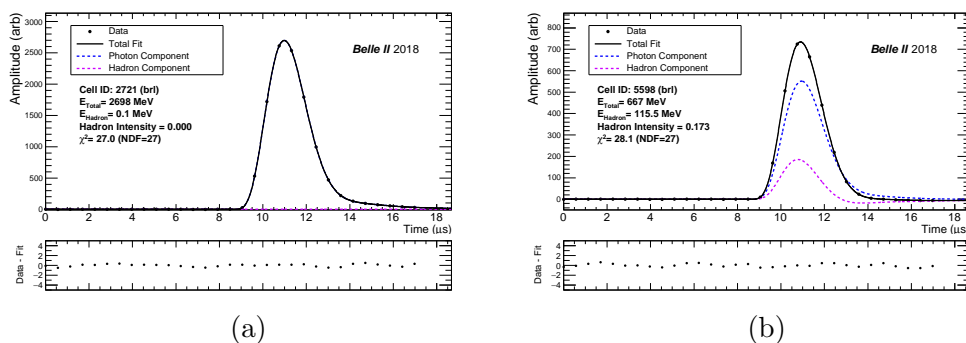 Amplitude (arb)
3000
2500
2000
1500
1000
500
0
Data
Total Fit
Photon Component
Hadron Component
Belle II 2018
Cell ID: 2721 (brl)
E_Total= 2698 MeV
E_Hadron= 0.1 MeV
Hadron Intensity = 0.000
χ²= 27.0 (NDF=27)
0 2 4 6 8 10 12 14 16 18
Time (μs)
Data - Fit
4
2
0
−2
−4
(a)
Amplitude (arb)
800
700
600
500
400
300
200
100
0
Data
Total Fit
Photon Component
Hadron Component
Belle II 2018
Cell ID: 5598 (brl)
E_Total= 667 MeV
E_Hadron= 115.5 MeV
Hadron Intensity = 0.173
χ²= 28.1 (NDF=27)
0 2 4 6 8 10 12 14 16 18
Time (μs)
Data - Fit
4
2
0
−2
−4
(b)